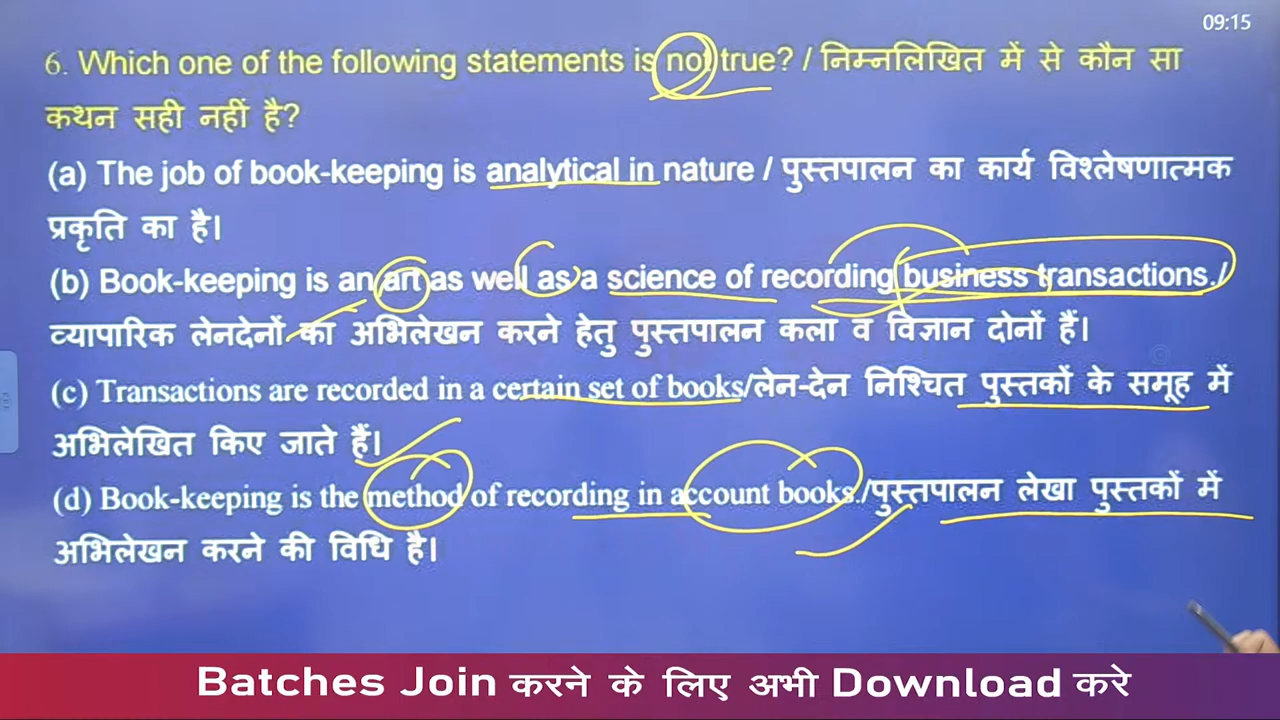 09:15
6. Which one of the following statements is not true? / निम्नलिखित में से कौन सा
कथन सही नहीं है?
(a) The job of book-keeping is analytical in nature / पुस्तपालन का कार्य विश्लेषणात्मक
प्रकृति का है।
(b) Book-keeping is an art as well as a science of recording business transactions./
व्यापारिक लेनदेनों का अभिलेखन करने हेतु पुस्तपालन कला व विज्ञान दोनों हैं।
(c) Transactions are recorded in a certain set of books/लेन-देन निश्चित पुस्तकों के समूह में
अभिलेखित किए जाते हैं।
(d) Book-keeping is the method of recording in account books./पुस्तपालन लेखा पुस्तकों में
अभिलेखन करने की विधि है।
Batches Join करने के लिए अभी Download करे